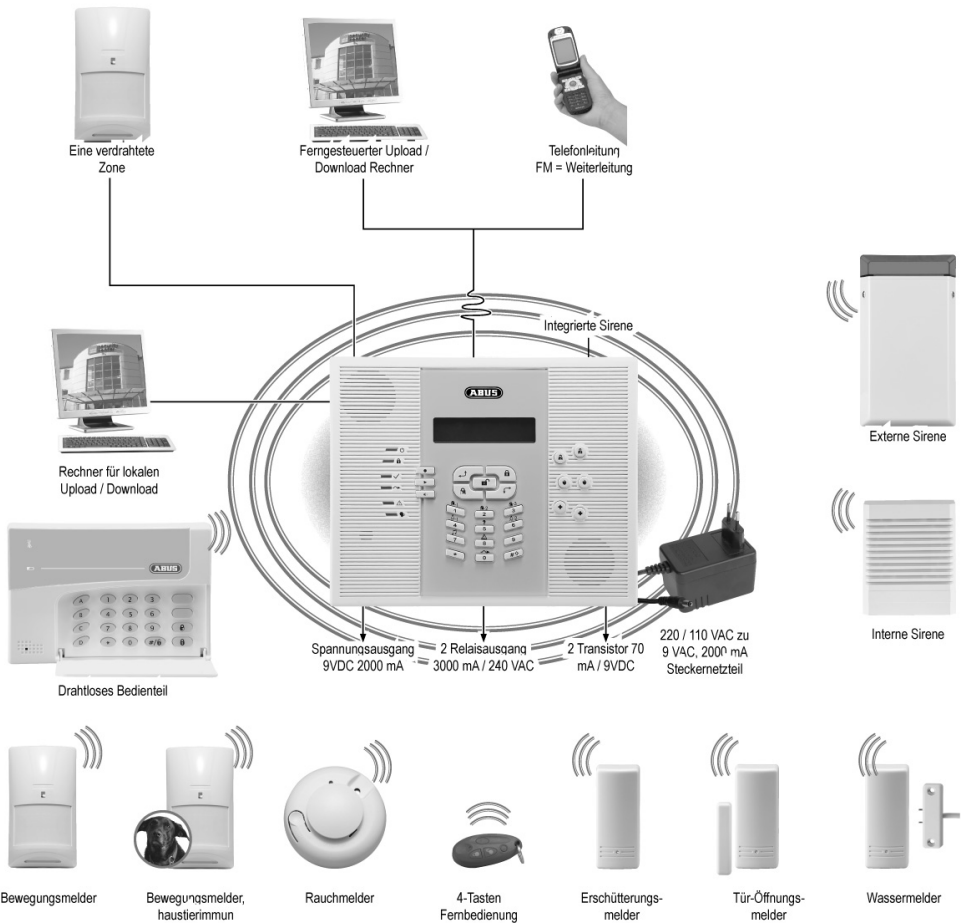 Eine verdrahtete
Zone
Ferngesteuerter Upload /
Download Rechner
Telefonleitung
FM = Weiterleitung
Integrierte Sirene
ABUS
Externe Sirene
Rechner für lokalen
Upload / Download
ABUS
Interne Sirene
Spannungsausgang
9VDC 2000 mA
2 Relaisausgang
3000 mA / 240 VAC
2 Transistor 70
mA / 9VDC
220 / 110 VAC zu
9 VAC, 2000 mA
Steckernetzteil
Drahtloses Bedienteil
Bewegungsmelder
Bewegungsmelder,
haustierimmun
Rauchmelder
4-Tasten
Fernbedienung
Erschütterungs-
melder
Tür-Öffnungs-
melder
Wassermelder